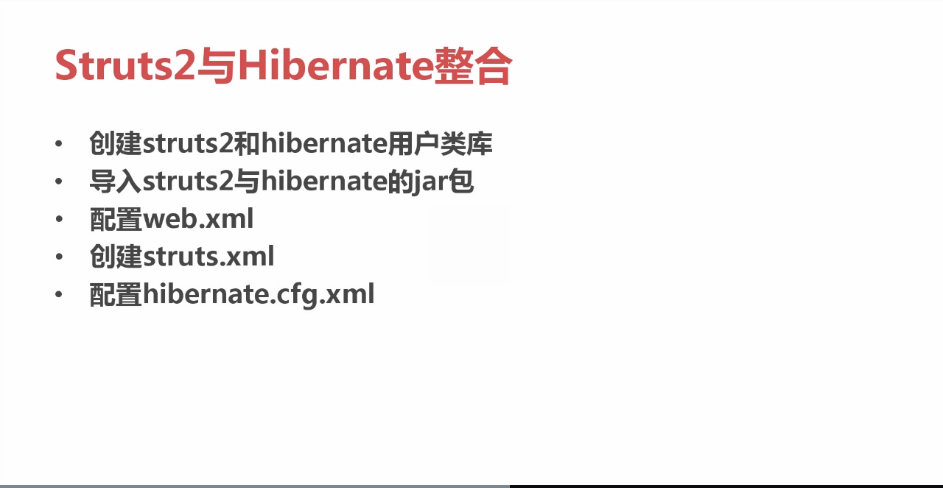 Struts2与Hibernate整合
• 创建struts2和hibernate用户类库
• 导入struts2与hibernate的jar包
• 配置web.xml
• 创建struts.xml
• 配置hibernate.cfg.xml